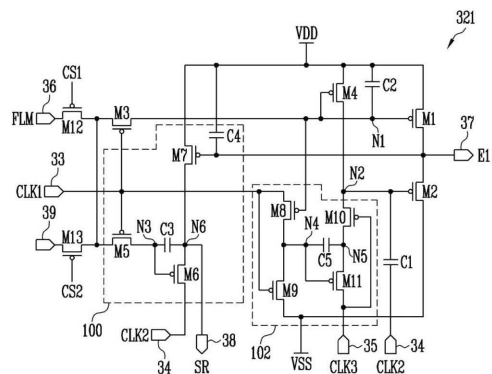 321
VDD
36
CS1
FLM
M12
M3
M4
C2
M1
N1
37
E1
C4
M7
33
CLK1
N2
M2
M8
N4
M10
39
M13
M5
N3
C3
N6
M6
C5
N5
C1
M9
M11
CS2
100
CLK2
34
SR
38
102
VSS
CLK3
35
CLK2
34